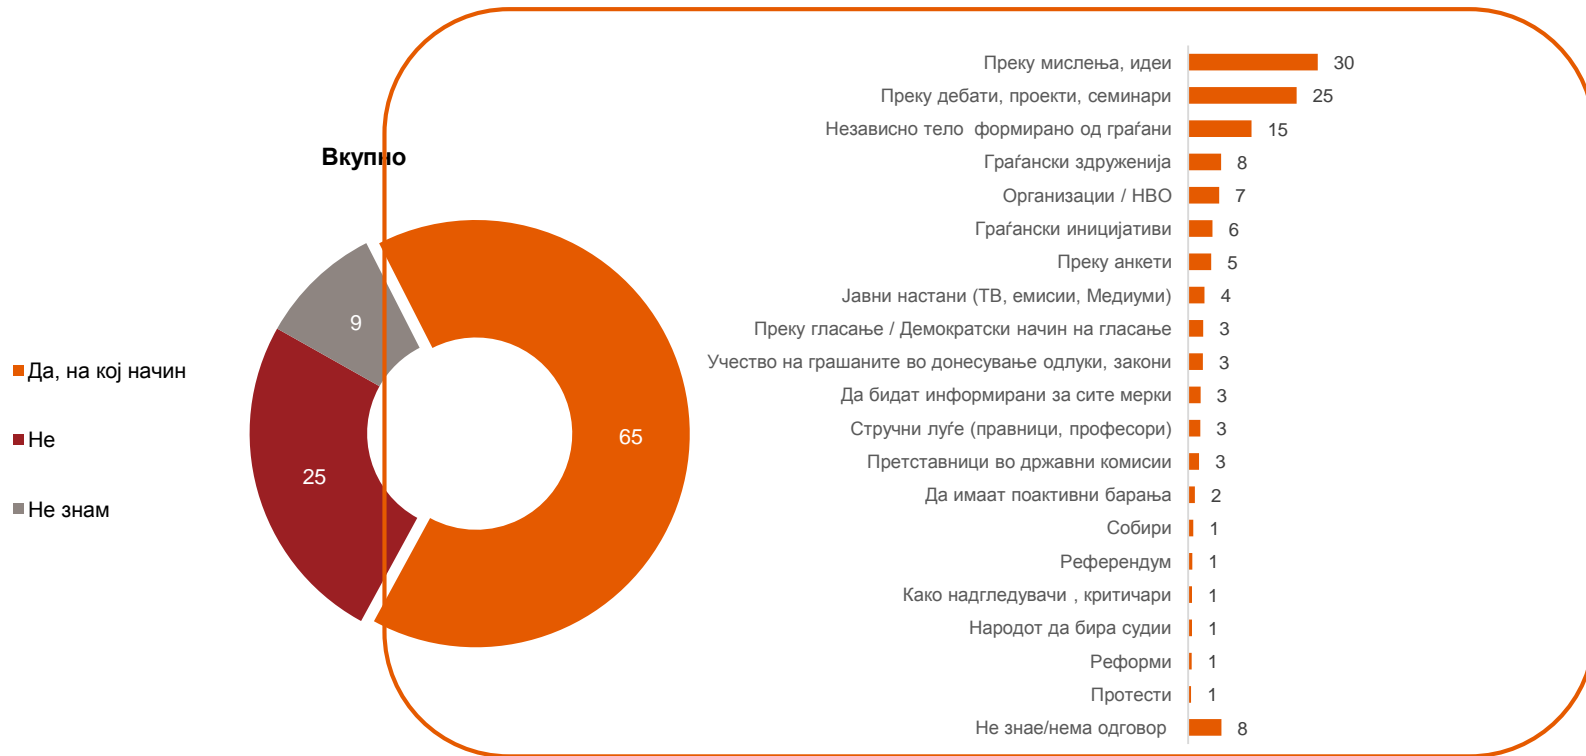 Вкупно
Да, на кој начин
Не
Не знам
65
25
9
Преку мислења, идеи 30
Преку дебати, проекти, семинари 25
Независно тело формирано од граѓани 15
Граѓански здруженија 8
Организации / НВО 7
Граѓански иницијативи 6
Преку анкети 5
Јавни настани (ТВ, емисии, Медиуми) 4
Преку гласање / Демократски начин на гласање 3
Учество на грашаните во донесување одлуки, закони 3
Да бидат информирани за сите мерки 3
Стручни луѓе (правници, професори) 3
Претставници во државни комисии 3
Да имаат поактивни барања 2
Собири 1
Референдум 1
Како надгледувачи , критичари 1
Народот да бира судии 1
Реформи 1
Протести 1
Не знае/нема одговор 8